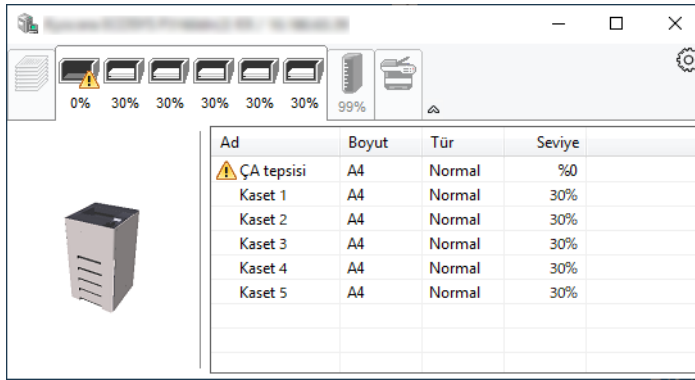 0% 30% 30% 30% 30% 30% 99%
Ad Boyut Tür Seviye
ÇA tepsisi A4 Normal %0
Kaset 1 A4 Normal 30%
Kaset 2 A4 Normal 30%
Kaset 3 A4 Normal 30%
Kaset 4 A4 Normal 30%
Kaset 5 A4 Normal 30%